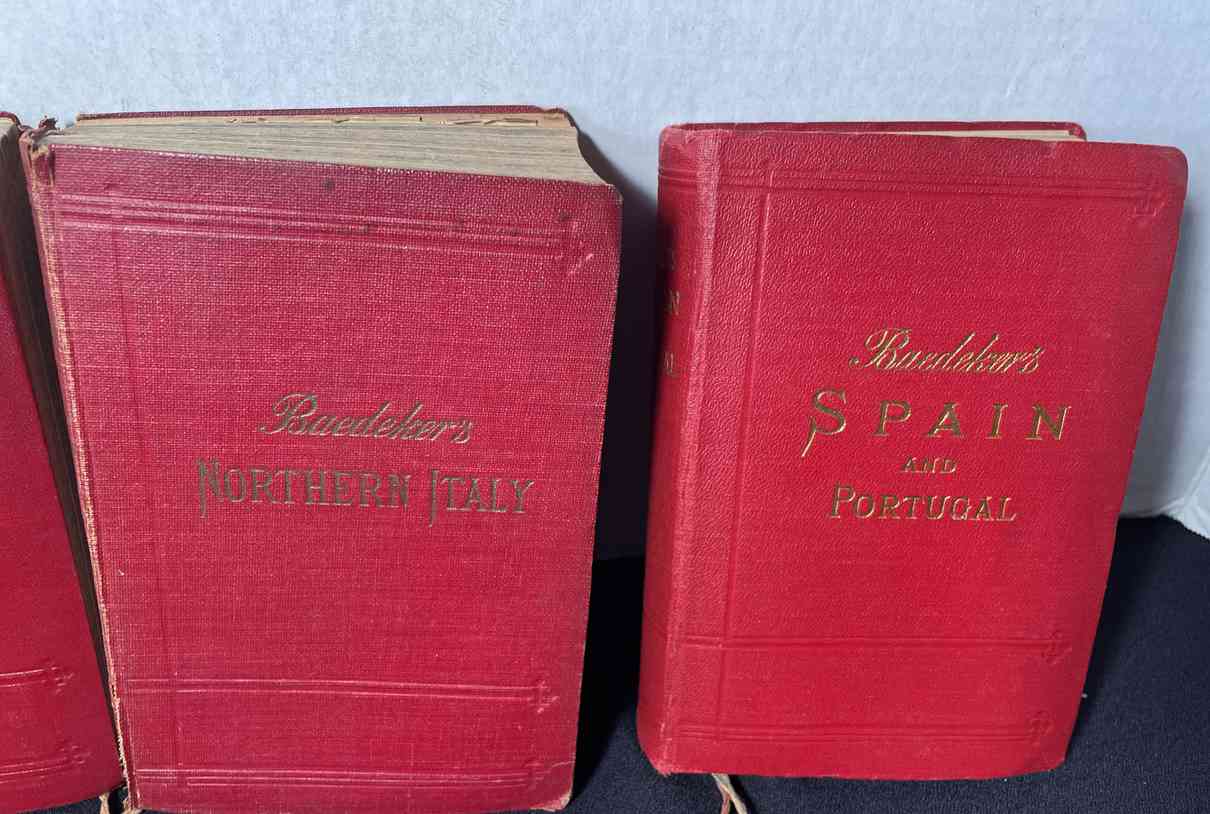 Baedeker's
NORTHERN ITALY
Baedeker's
SPAIN
AND
PORTUGAL